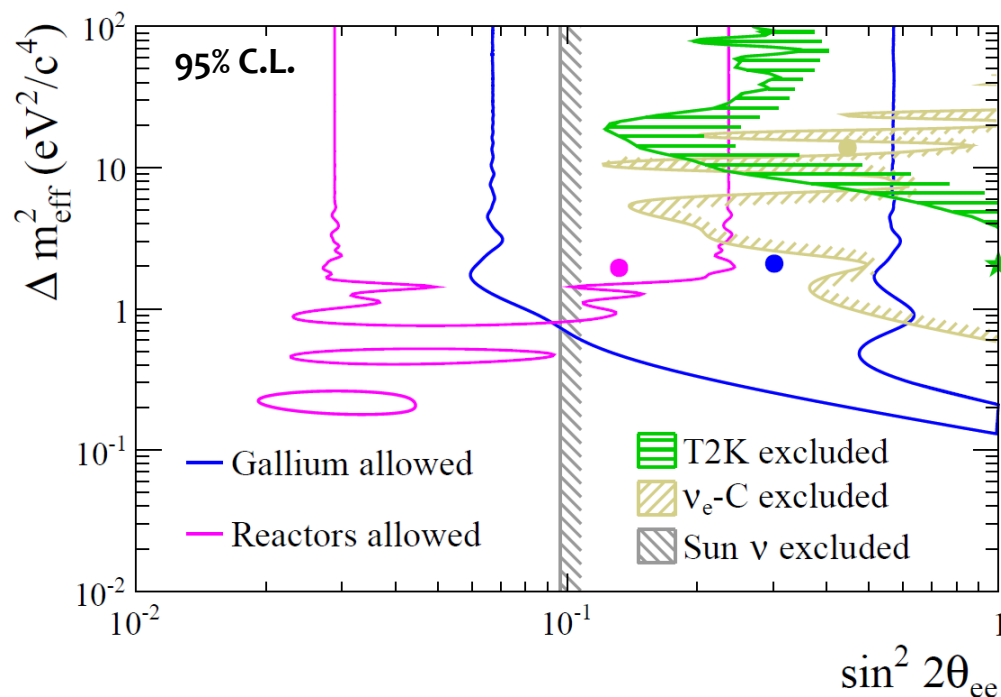 95% C.L.
Δ m²eff (eV²/c⁴)
10²
10
1
10⁻¹
10⁻²
Gallium allowed
Reactors allowed
T2K excluded
νe-C excluded
Sun ν excluded
10⁻²
10⁻¹
1
sin² 2θee